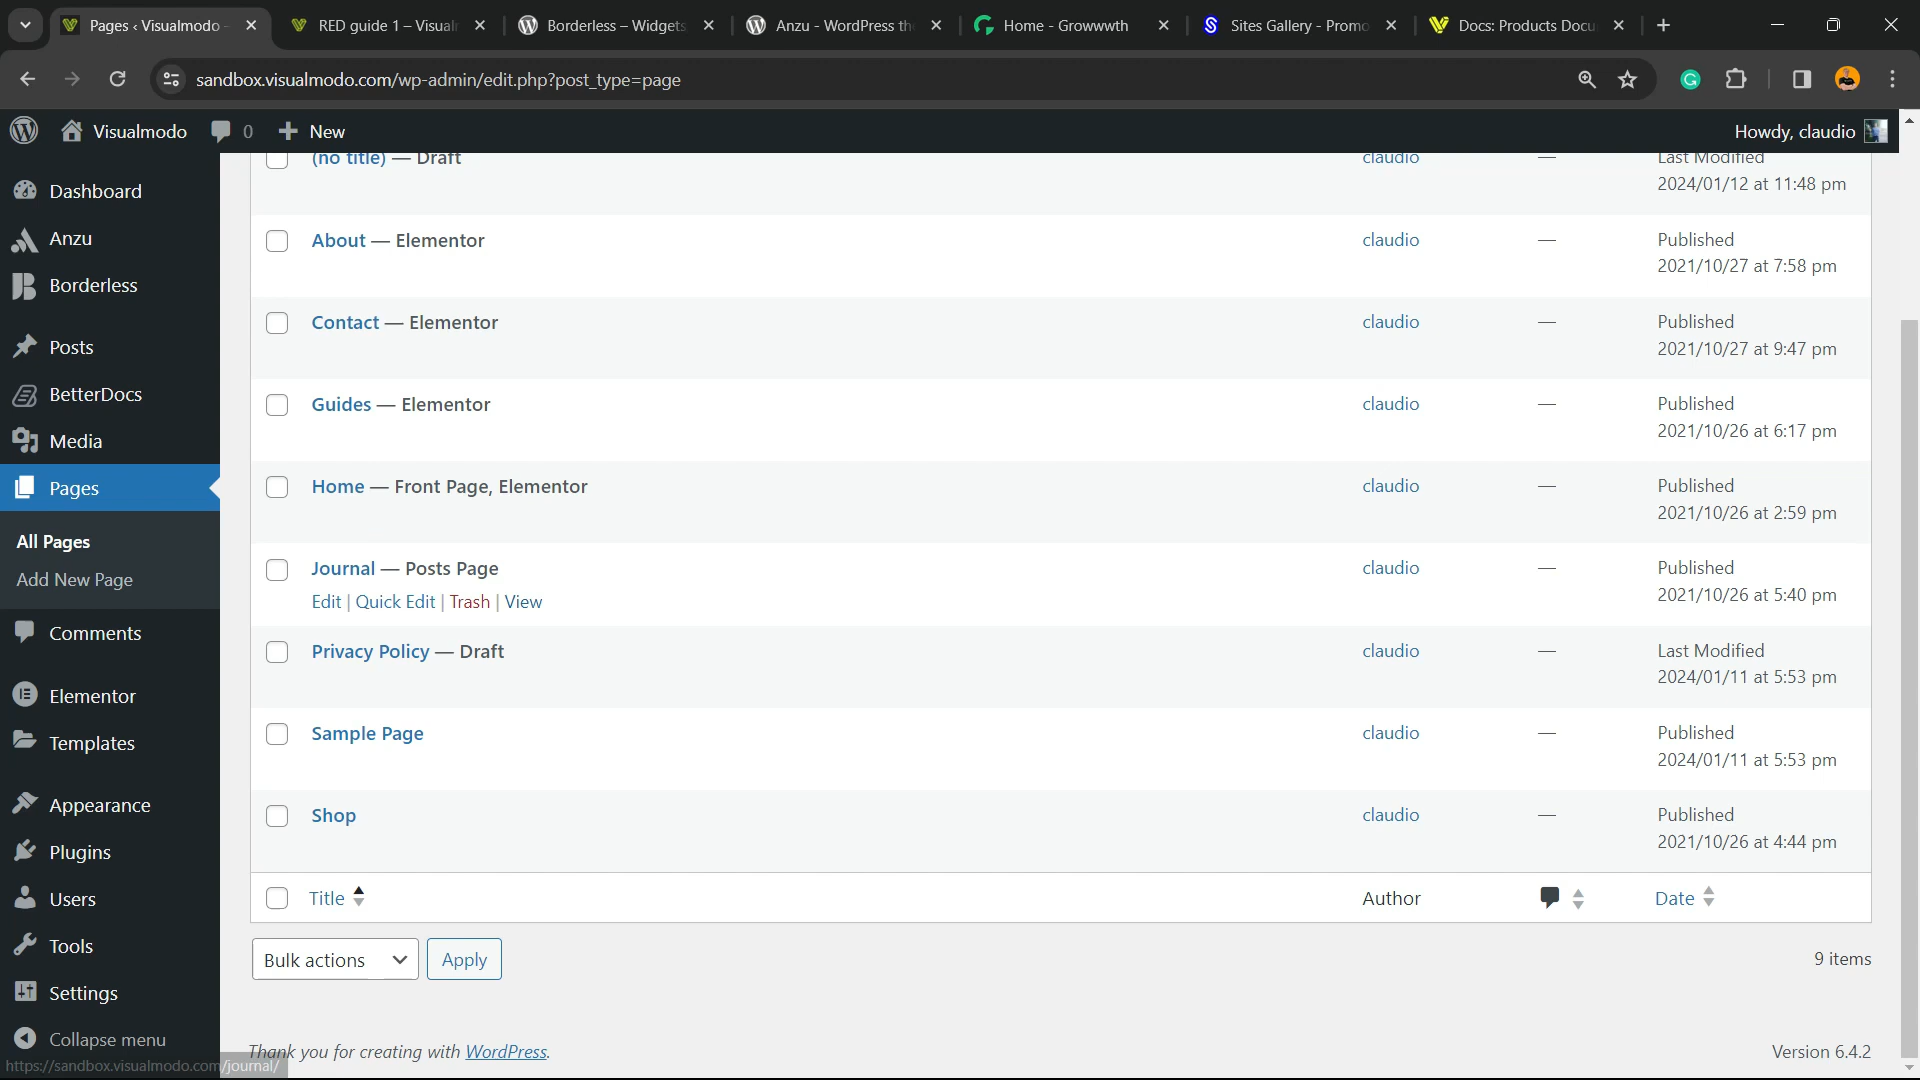 Pages ‹ Visualmodo -
RED guide 1 – Visual
Borderless – Widgets
Anzu - WordPress th
Home - Growwwth
Sites Gallery - Promo
Docs: Products Docu
sandbox.visualmodo.com/wp-admin/edit.php?post_type=page
Visualmodo
0
New
Howdy, claudio
Dashboard
Anzu
Borderless
Posts
BetterDocs
Media
Pages
All Pages
Add New Page
Comments
Elementor
Templates
Appearance
Plugins
Users
Tools
Settings
Collapse menu
(no title) — Draft claudio — Last Modified
2024/01/12 at 11:48 pm
About — Elementor claudio — Published
2021/10/27 at 7:58 pm
Contact — Elementor claudio — Published
2021/10/27 at 9:47 pm
Guides — Elementor claudio — Published
2021/10/26 at 6:17 pm
Home — Front Page, Elementor claudio — Published
2021/10/26 at 2:59 pm
Journal — Posts Page claudio — Published
Edit | Quick Edit | Trash | View 2021/10/26 at 5:40 pm
Privacy Policy — Draft claudio — Last Modified
2024/01/11 at 5:53 pm
Sample Page claudio — Published
2024/01/11 at 5:53 pm
Shop claudio — Published
2021/10/26 at 4:44 pm
Title Author Date
Bulk actions Apply 9 items
Thank you for creating with WordPress. Version 6.4.2
https://sandbox.visualmodo.com/journal/